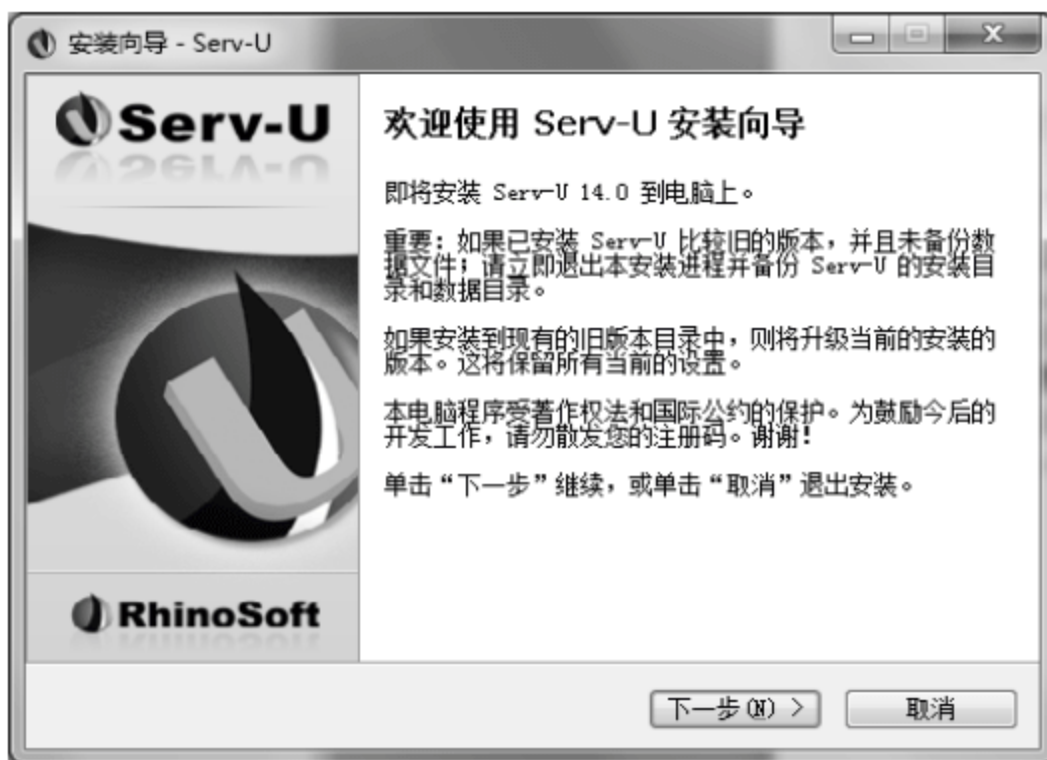 安装向导 - Serv-U
Serv-U
欢迎使用 Serv-U 安装向导
即将安装 Serv-U 14.0 到电脑上。
重要：如果已安装 Serv-U 比较旧的版本，并且未备份数
据文件；请立即退出本安装进程并备份 Serv-U 的安装目
录和数据目录。
如果安装到现有的旧版本目录中，则将升级当前的安装的
版本。这将保留所有当前的设置。
本电脑程序受著作权法和国际公约的保护。为鼓励今后的
开发工作，请勿散发您的注册码。谢谢！
单击“下一步”继续，或单击“取消”退出安装。
RhinoSoft
下一步(N) >
取消